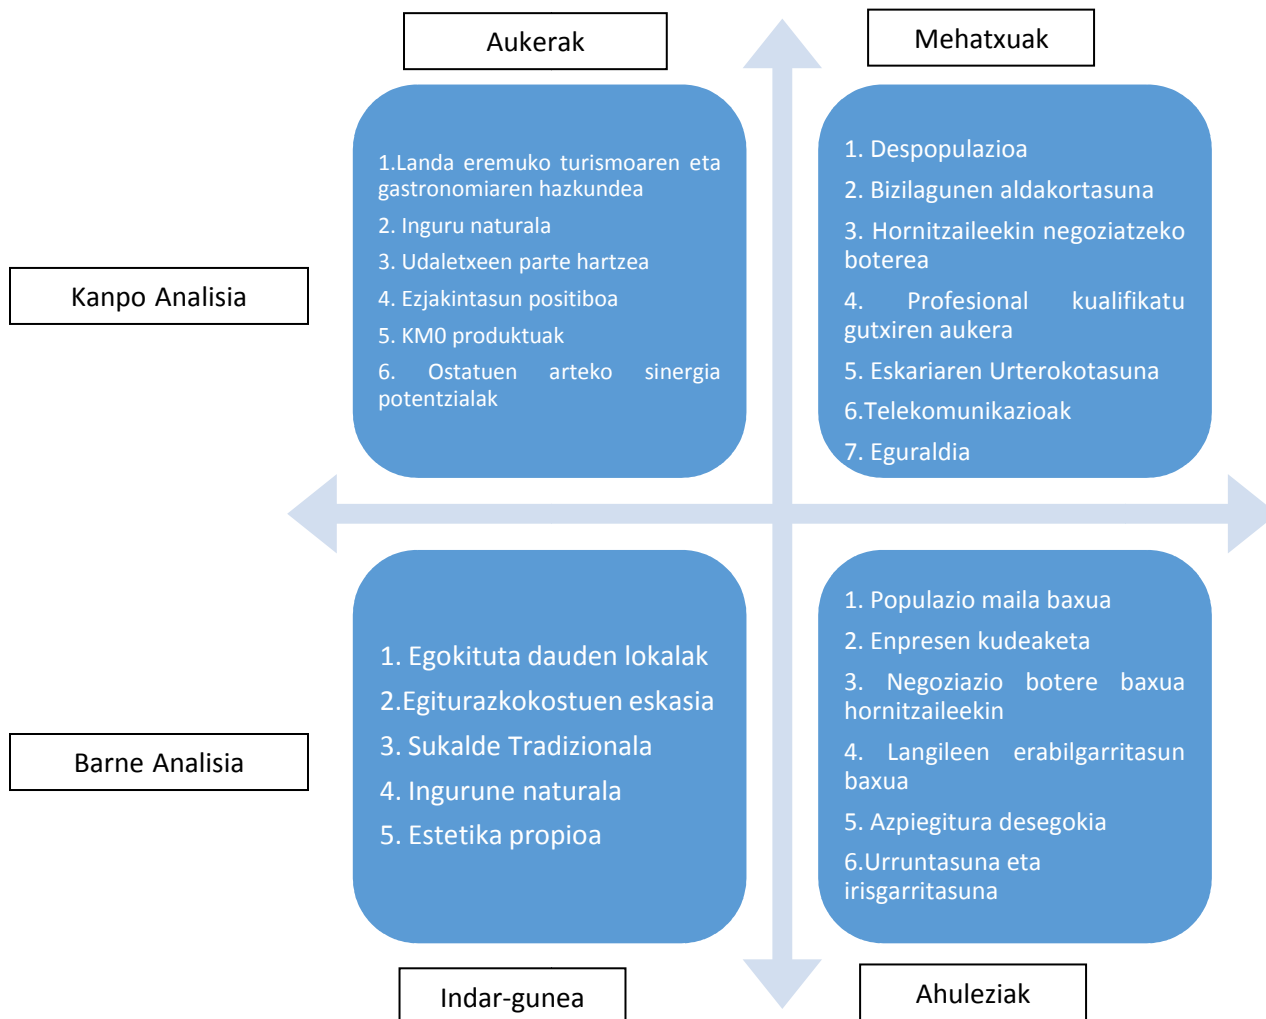 Aukerak
Mehatxuak
1.Landa eremuko turismoaren eta
gastronomiaren hazkundea
2. Inguru naturala
3. Udaletxeen parte hartzea
4. Ezjakintasun positiboa
5. KM0 produktuak
6. Ostatuen arteko sinergia
potentzialak
1. Despopulazioa
2. Bizilagunen aldakortasuna
3. Hornitzaileekin negoziatzeko
boterea
4. Profesional kualifikatu
gutxiren aukera
5. Eskariaren Urterokotasuna
6.Telekomunikazioak
7. Eguraldia
Kanpo Analisia
1. Egokituta dauden lokalak
2.Egiturazkokostuen eskasia
3. Sukalde Tradizionala
4. Ingurune naturala
5. Estetika propioa
1. Populazio maila baxua
2. Enpresen kudeaketa
3. Negoziazio botere baxua
hornitzaileekin
4. Langileen erabilgarritasun
baxua
5. Azpiegitura desegokia
6.Urruntasuna eta
irisgarritasuna
Barne Analisia
Indar-gunea
Ahuleziak